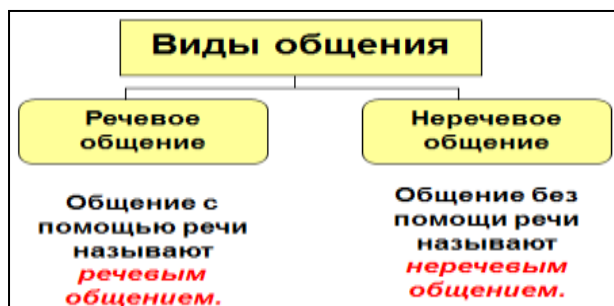 Виды общения
Речевое
общение
Неречевое
общение
Общение с
помощью речи
называют
речевым
общением.
Общение без
помощи речи
называют
неречевым
общением.